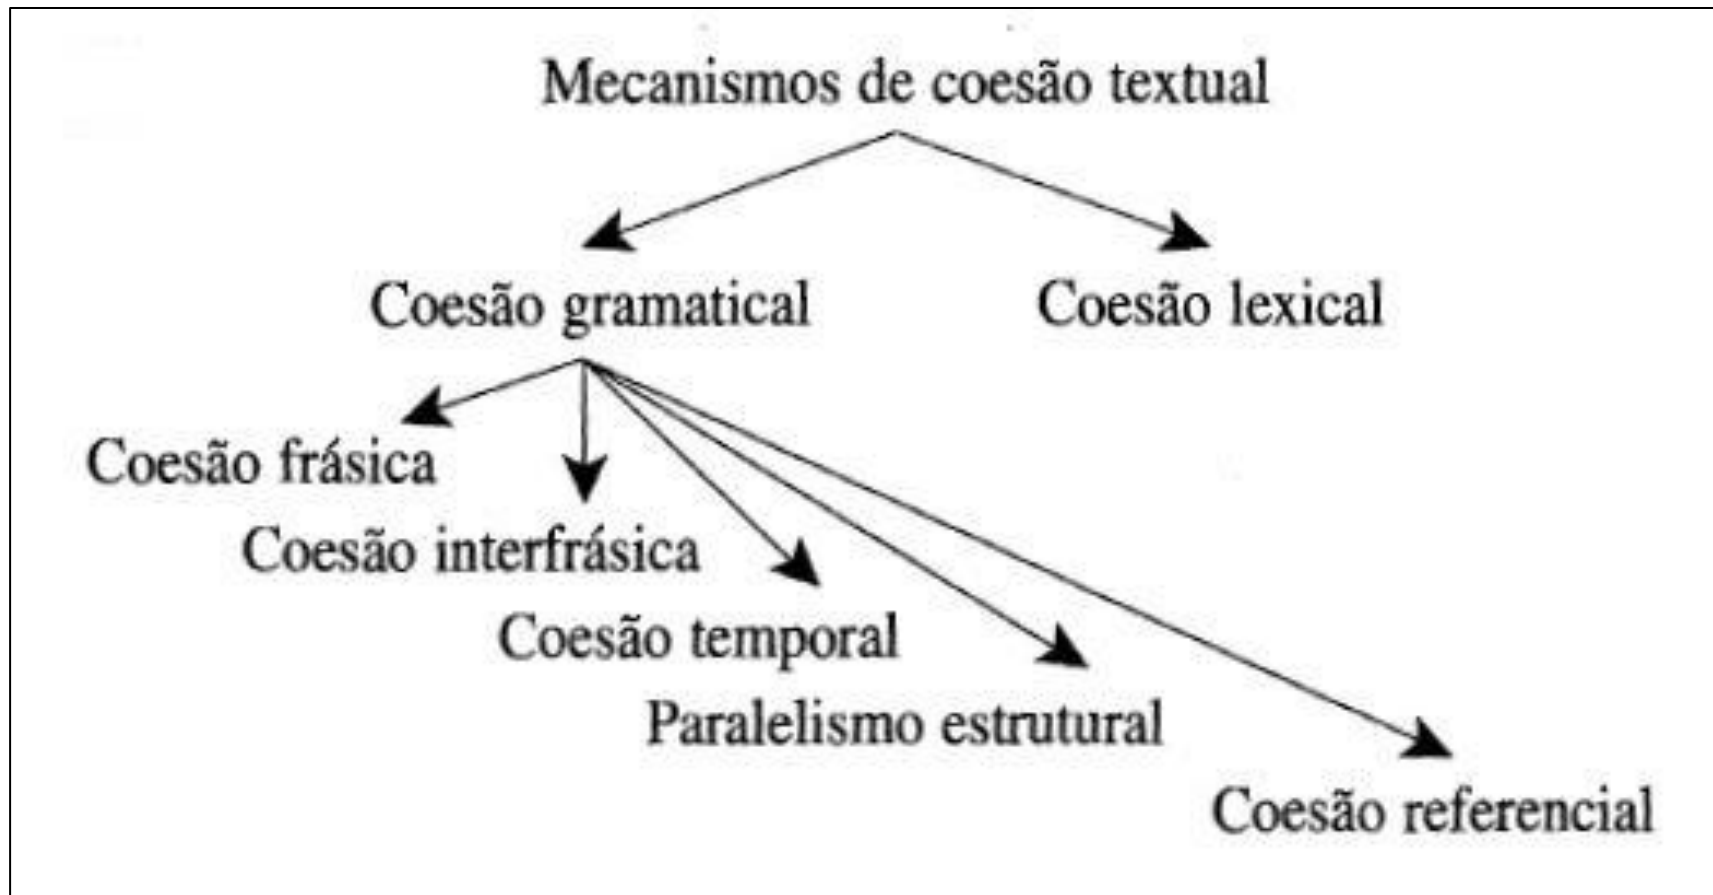 Mecanismos de coesão textual
Coesão gramatical
Coesão lexical
Coesão frásica
Coesão interfrásica
Coesão temporal
Paralelismo estrutural
Coesão referencial